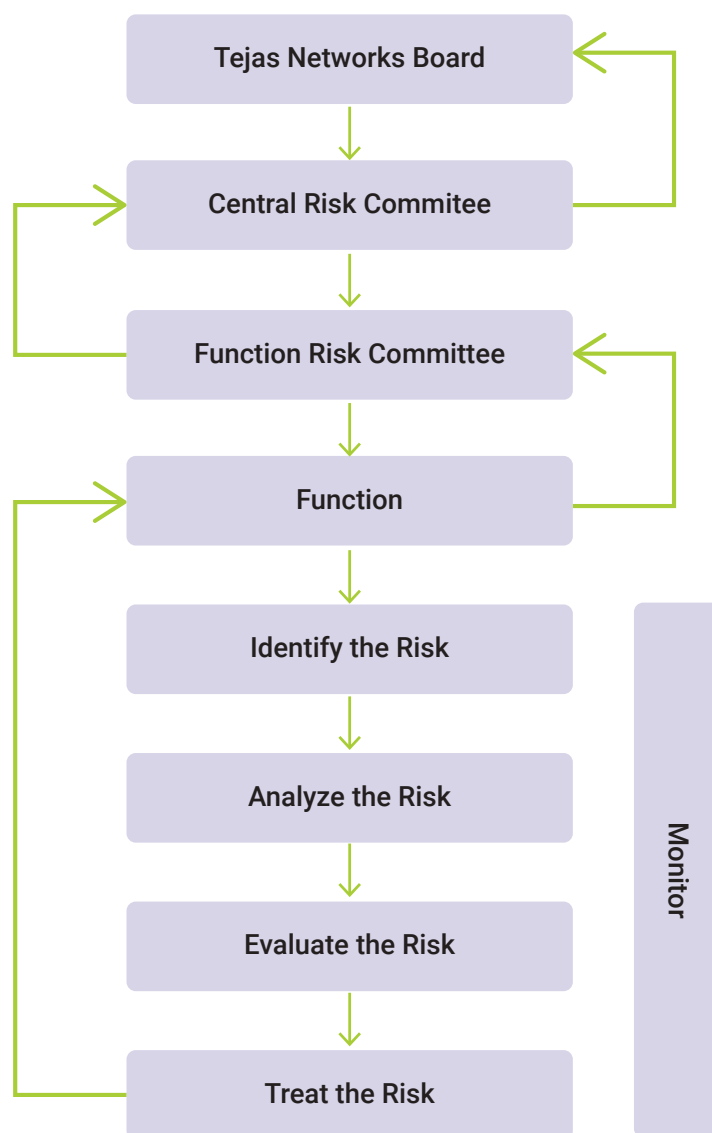 Tejas Networks Board
Central Risk Commitee
Function Risk Committee
Function
Identify the Risk
Analyze the Risk
Evaluate the Risk
Treat the Risk
Monitor